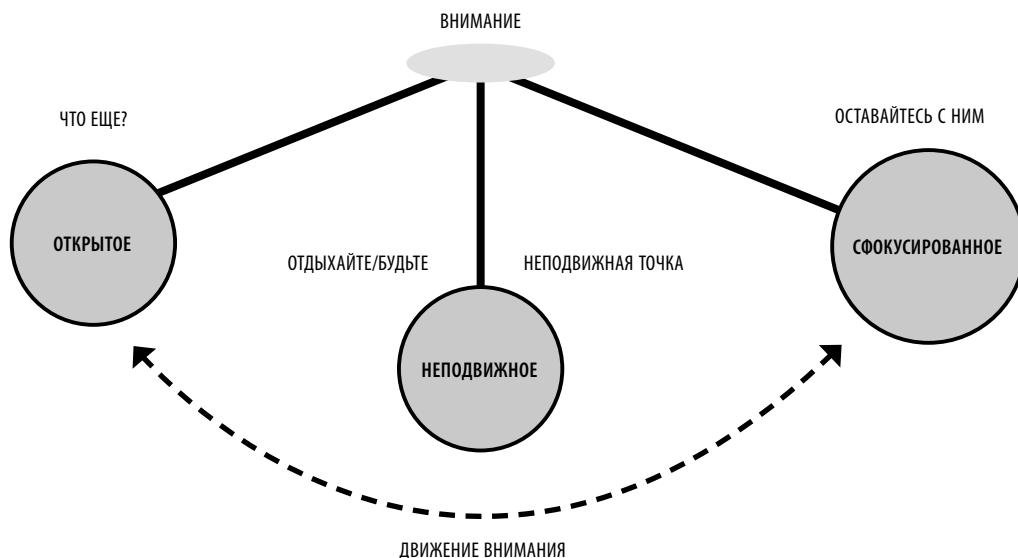 ВНИМАНИЕ
ЧТО ЕЩЕ?
ОСТАВАЙТЕСЬ С НИМ
ОТКРЫТОЕ
СФОКУСИРОВАННОЕ
ОТДЫХАЙТЕ/БУДЬТЕ
НЕПОДВИЖНАЯ ТОЧКА
НЕПОДВИЖНОЕ
ДВИЖЕНИЕ ВНИМАНИЯ